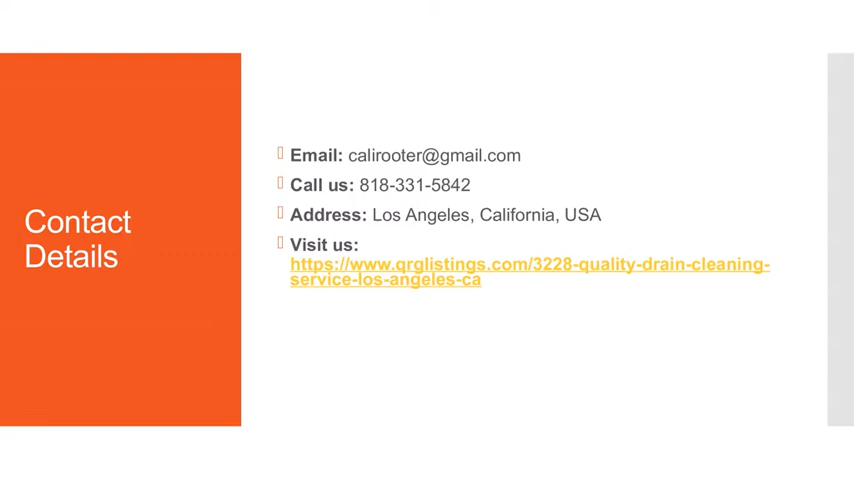 Contact
Details
Email: calirooter@gmail.com
Call us: 818-331-5842
Address: Los Angeles, California, USA
Visit us:
https://www.qrglistings.com/3228-quality-drain-cleaning-
service-los-angeles-ca